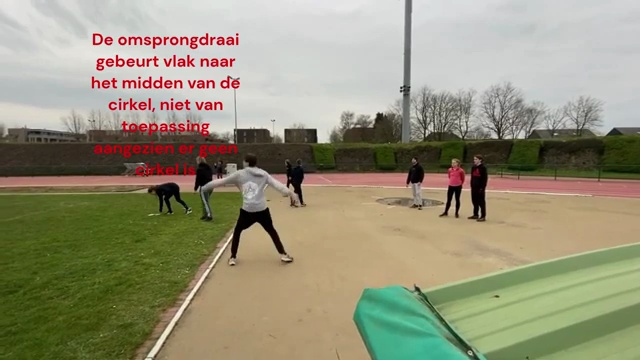 De omsprongdraai
gebeurt vlak naar
het midden van de
cirkel, niet van
toepassing
aangezien er geen
cirkel is